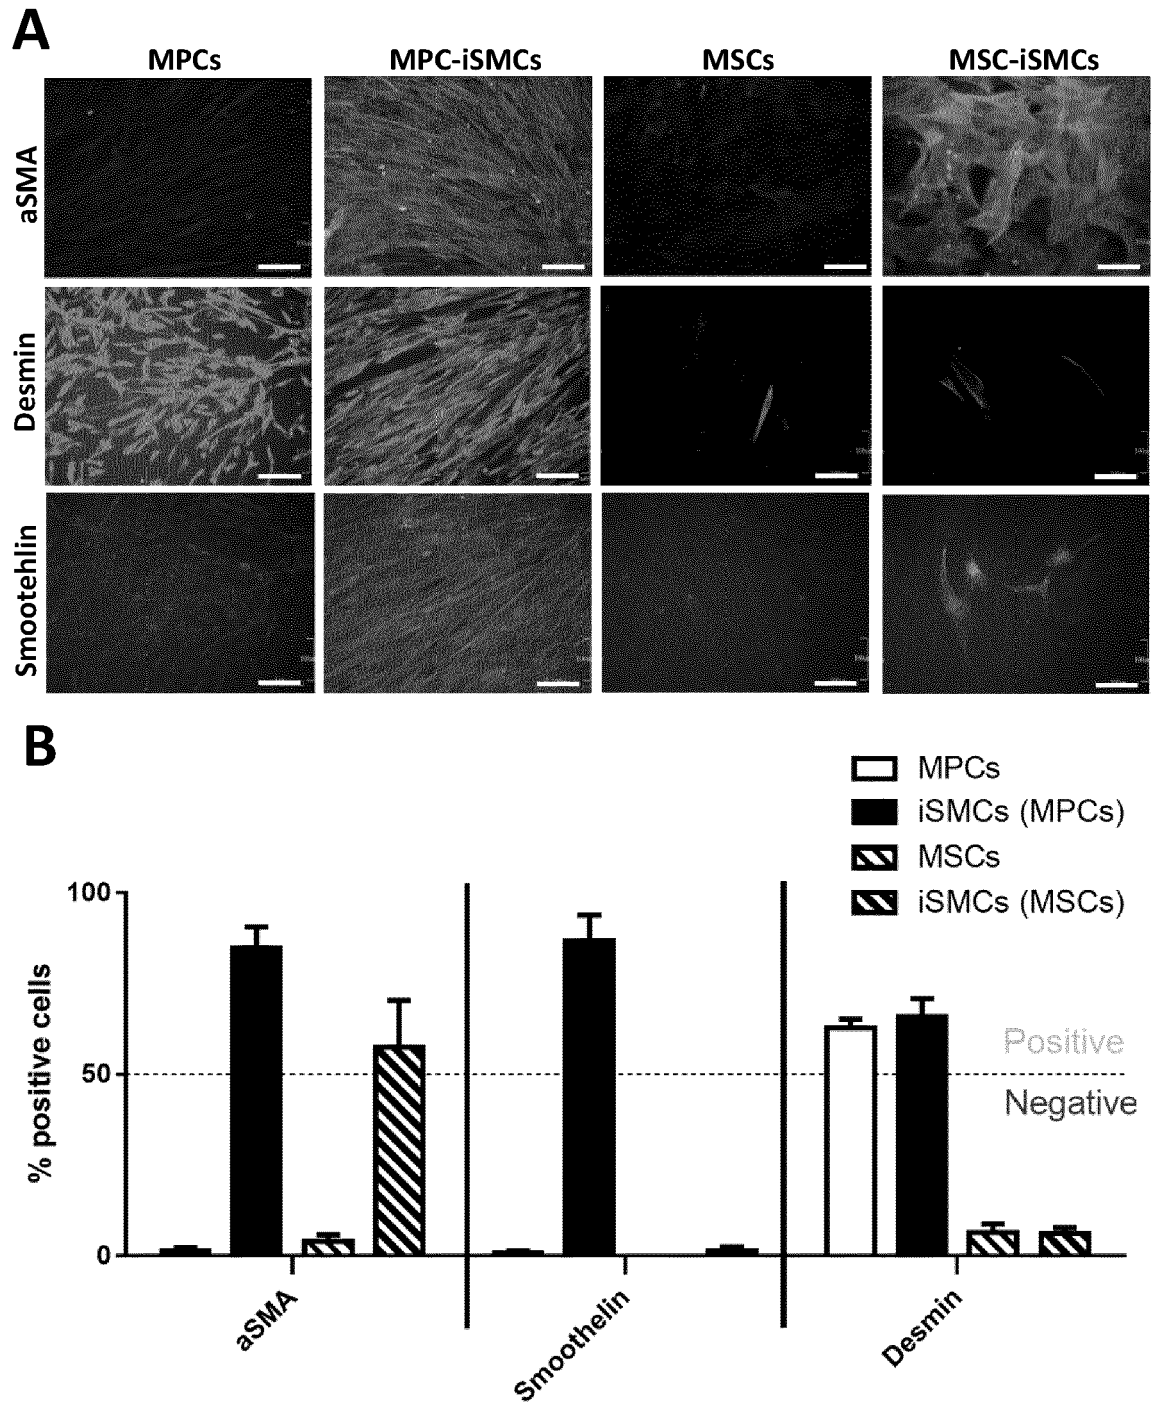 A
MPCs MPC-iSMCs MSCs MSC-iSMCs
aSMA
Desmin
Smootehlin
B
MPCs
iSMCs (MPCs)
MSCs
iSMCs (MSCs)
% positive cells
100
50
0
Positive
Negative
aSMA Smoothelin Desmin